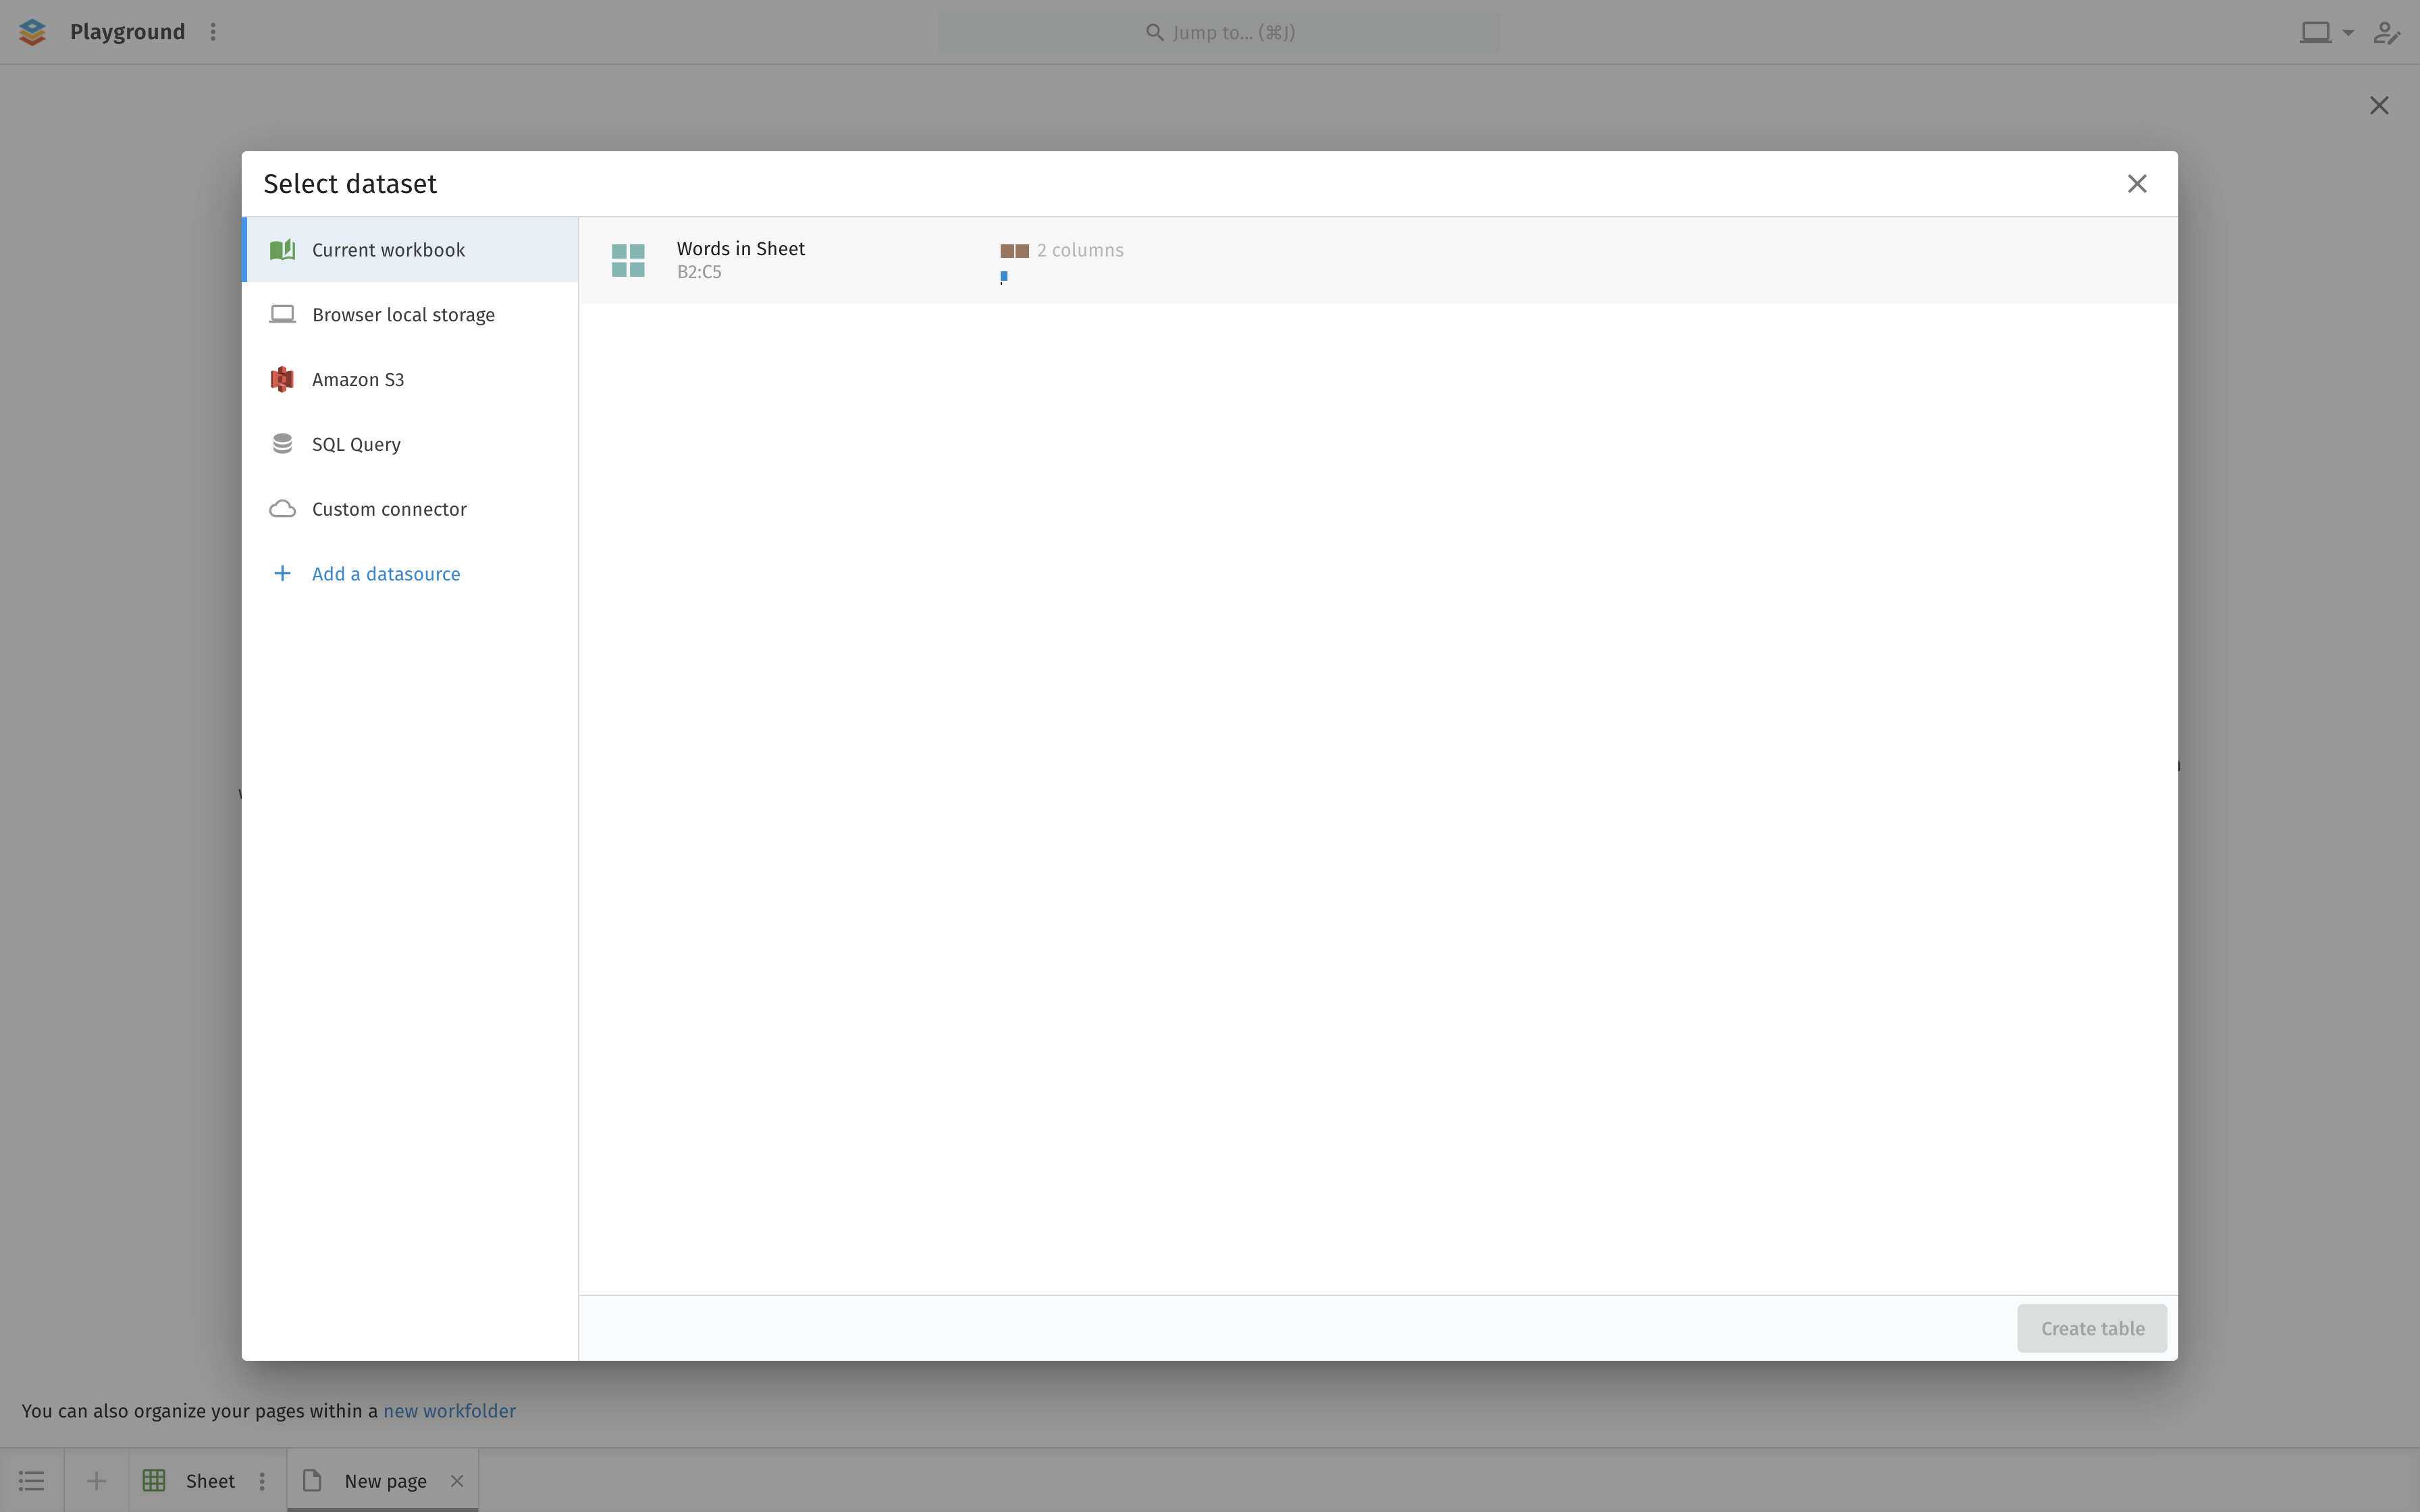 Playground
Jump to... (⌘J)
Select dataset
Current workbook
Words in Sheet
B2:C5
2 columns
Browser local storage
Amazon S3
SQL Query
Custom connector
Add a datasource
Create table
You can also organize your pages within a new workfolder
Sheet
New page